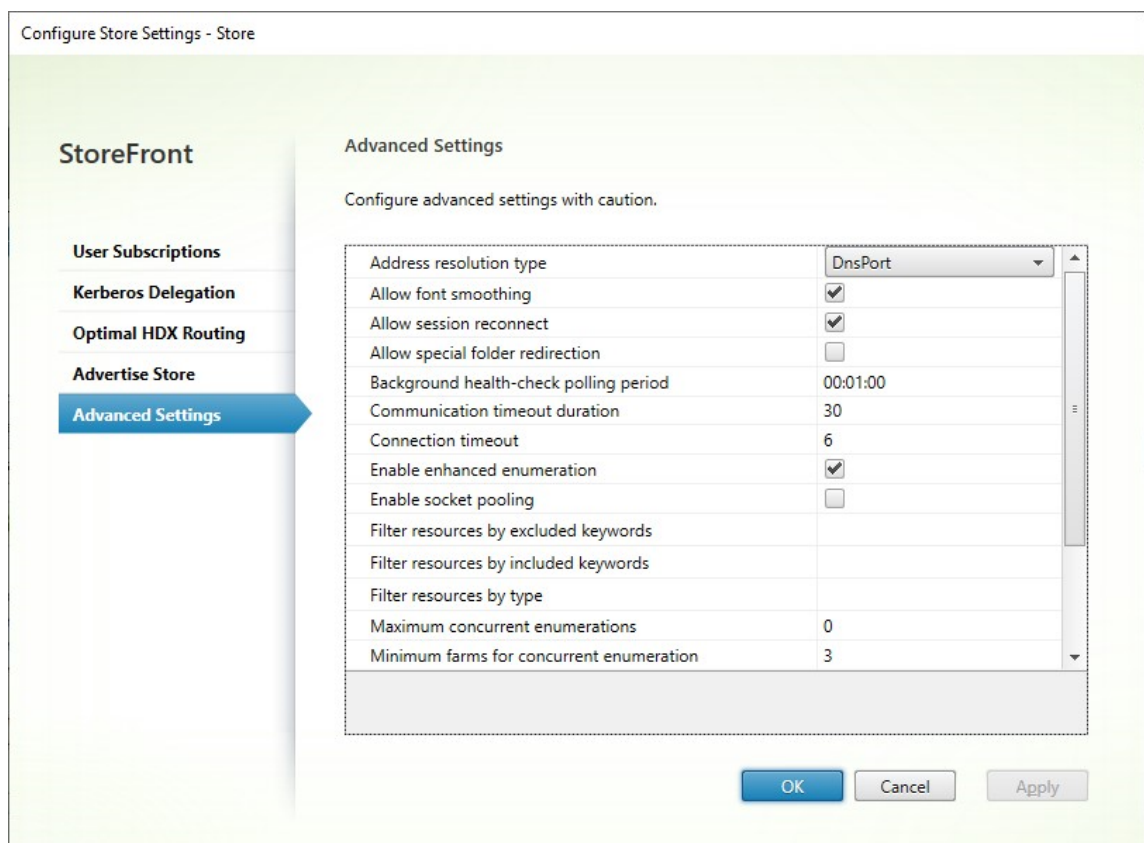 Configure Store Settings - Store
StoreFront
User Subscriptions
Kerberos Delegation
Optimal HDX Routing
Advertise Store
Advanced Settings
Advanced Settings
Configure advanced settings with caution.
Address resolution type DnsPort
Allow font smoothing
Allow session reconnect
Allow special folder redirection
Background health-check polling period 00:01:00
Communication timeout duration 30
Connection timeout 6
Enable enhanced enumeration
Enable socket pooling
Filter resources by excluded keywords
Filter resources by included keywords
Filter resources by type
Maximum concurrent enumerations 0
Minimum farms for concurrent enumeration 3
OK Cancel Apply